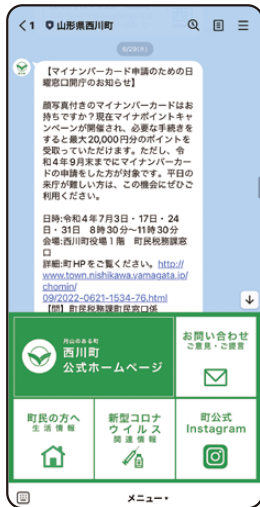 1 山形県西川町
6/29(水)
【マイナンバーカード申請のための日
曜窓口開庁のお知らせ】
顔写真付きのマイナンバーカードはお
持ちですか？現在マイナポイントキャ
ンペーンが開催され、必要な手続きを
すると最大20,000円分のポイントを
受取っていただけます。ただし、令
和4年9月末までにマイナンバーカー
ドの申請をした方が対象です。平日の
来庁が難しい方は、この機会にぜひご
利用ください。
日時:令和4年7月3日・17日・24
日・31日 8時30分～11時30分
会場:西川町役場1階 町民税務課窓
口
詳細:町HPをご覧ください。http://
www.town.nishikawa.yamagata.jp/
chomin/
09/2022-0621-1534-76.html
【問】町民税務課町民窓口係
月山のある町
西川町
公式ホームページ
お問い合わせ
ご意見・ご提言
町民の方へ
生活情報
新型コロナ
ウイルス
関連情報
町公式
Instagram
メニュー▼